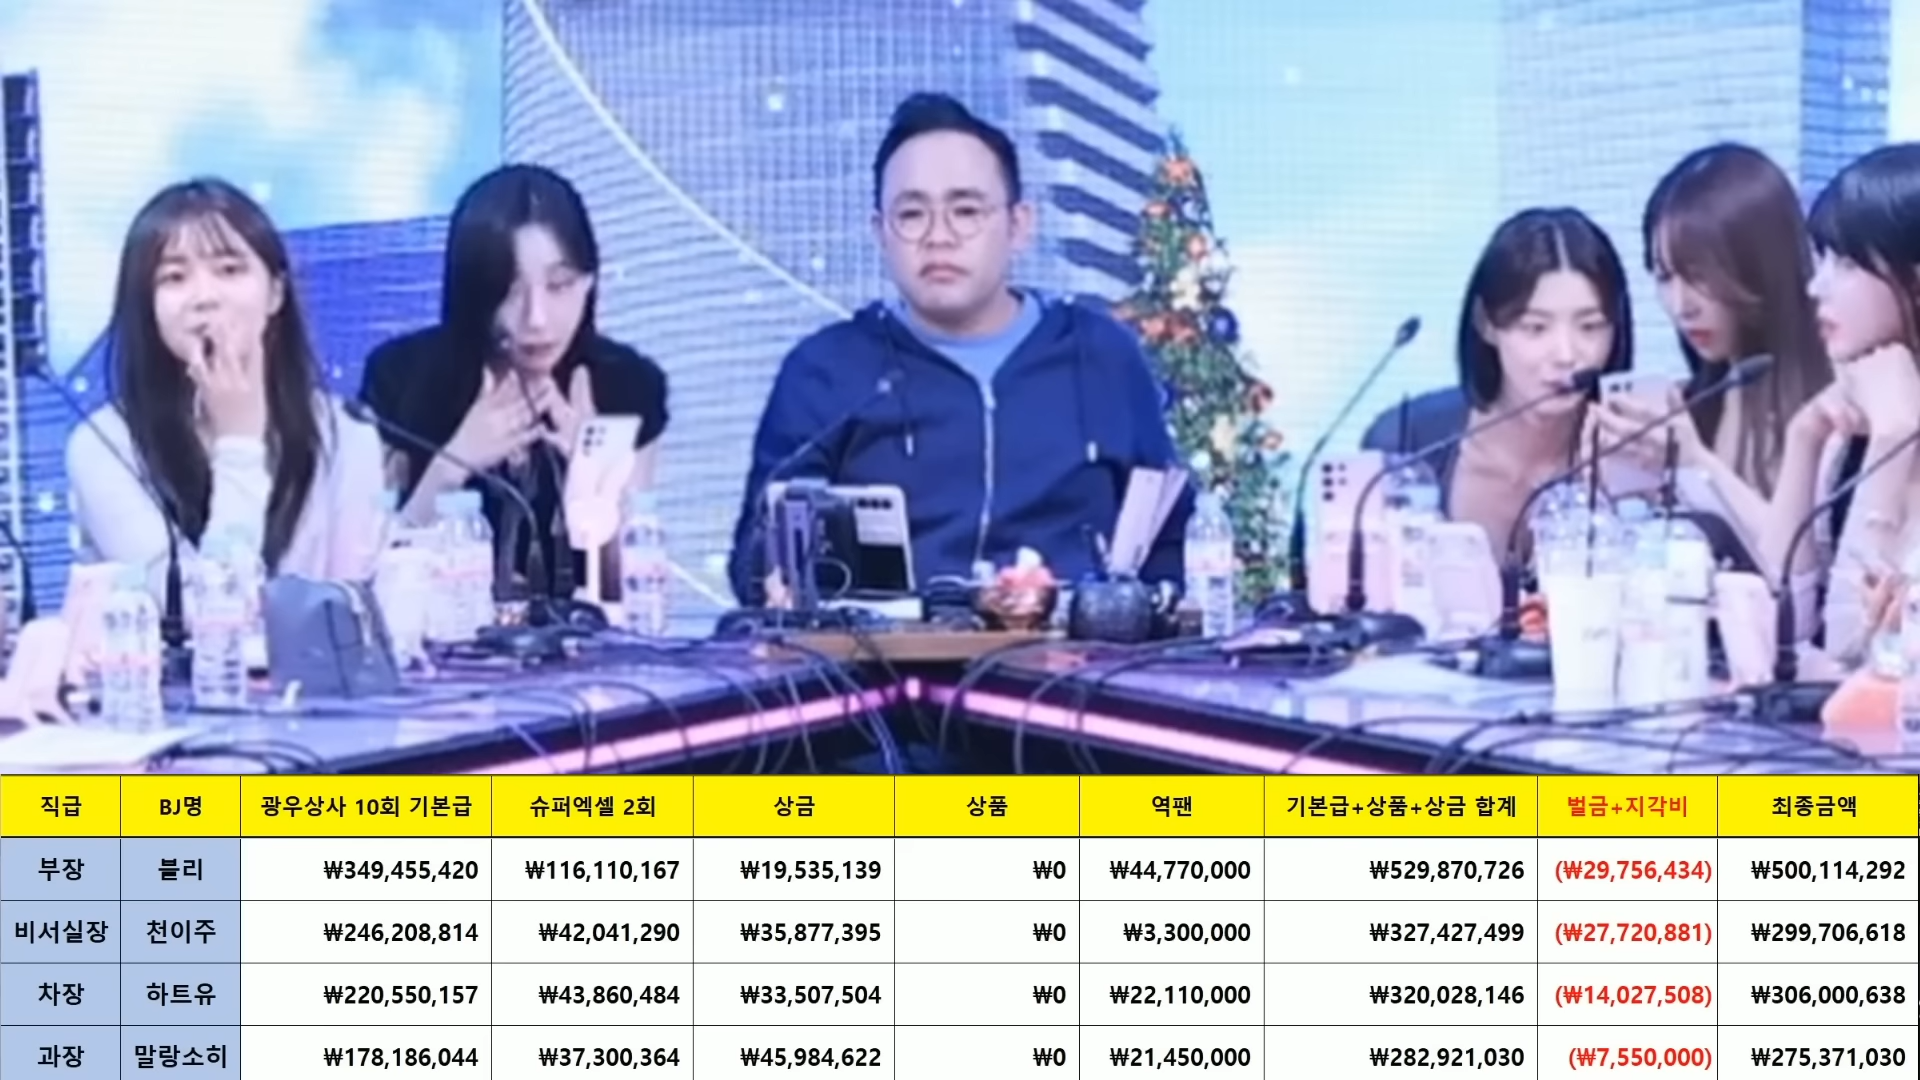 직급 BJ명 광우상사 10회 기본급 슈퍼엑셀 2회 상금 상품 역팬 기본급+상품+상금 합계 벌금+지각비 최종금액
부장 블리 ₩349,455,420 ₩116,110,167 ₩19,535,139 ₩0 ₩44,770,000 ₩529,870,726 (₩29,756,434) ₩500,114,292
비서실장 천이주 ₩246,208,814 ₩42,041,290 ₩35,877,395 ₩0 ₩3,300,000 ₩327,427,499 (₩27,720,881) ₩299,706,618
차장 하트유 ₩220,550,157 ₩43,860,484 ₩33,507,504 ₩0 ₩22,110,000 ₩320,028,146 (₩14,027,508) ₩306,000,638
과장 말랑소히 ₩178,186,044 ₩37,300,364 ₩45,984,622 ₩0 ₩21,450,000 ₩282,921,030 (₩7,550,000) ₩275,371,030